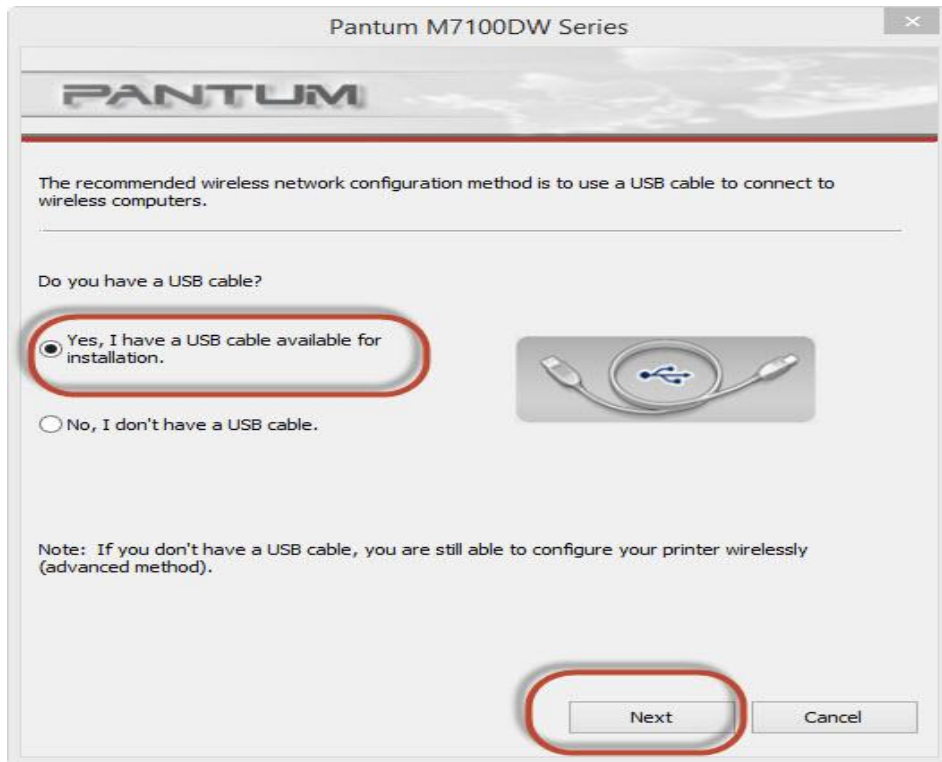 Pantum M7100DW Series
PANTUM
The recommended wireless network configuration method is to use a USB cable to connect to
wireless computers.
Do you have a USB cable?
Yes, I have a USB cable available for
installation.
No, I don't have a USB cable.
Note: If you don't have a USB cable, you are still able to configure your printer wirelessly
(advanced method).
Next
Cancel